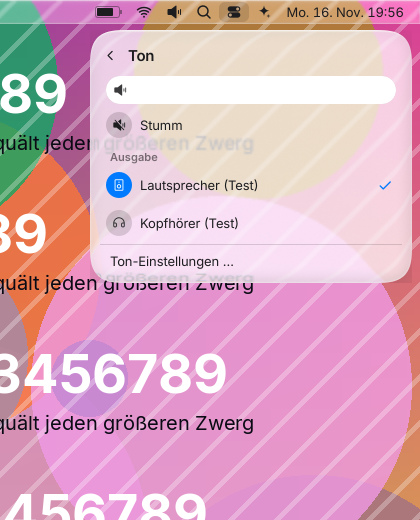 Mo. 16. Nov. 19:56
Ton
89
Stumm
quält jeden größeren Zwerg
Ausgabe
Lautsprecher (Test)
Kopfhörer (Test)
89
Ton-Einstellungen ...
quält jeden größeren Zwerg
3456789
quält jeden größeren Zwerg
456789